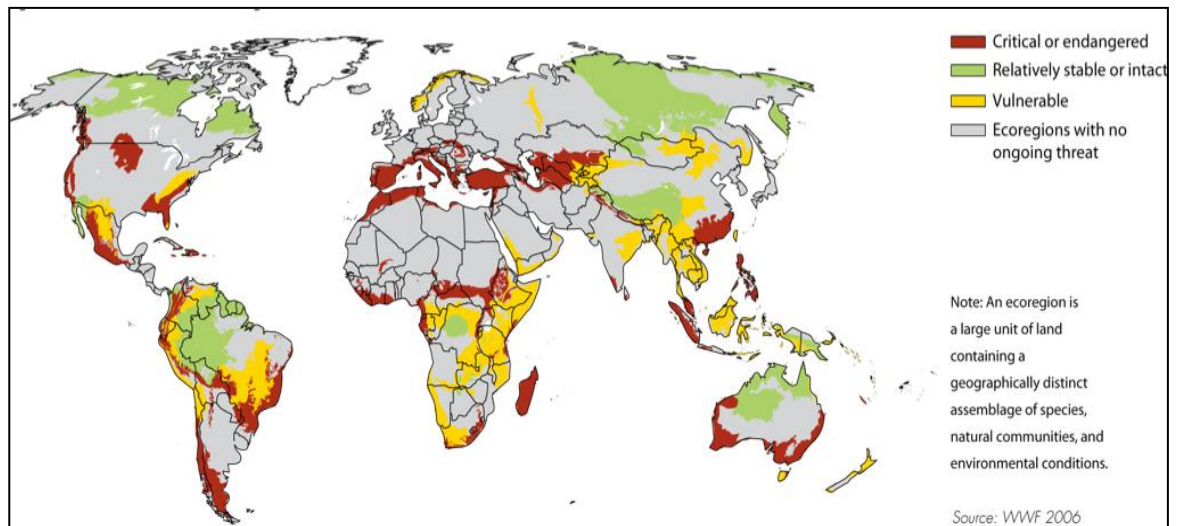 Critical or endangered
Relatively stable or intact
Vulnerable
Ecoregions with no
ongoing threat
Note: An ecoregion is
a large unit of land
containing a
geographically distinct
assemblage of species,
natural communities, and
environmental conditions.
Source: WWF 2006